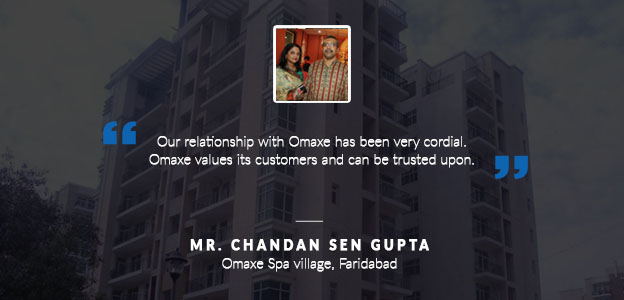 Our relationship with Omaxe has been very cordial.
Omaxe values its customers and can be trusted upon.
MR. CHANDAN SEN GUPTA
Omaxe Spa village, Faridabad